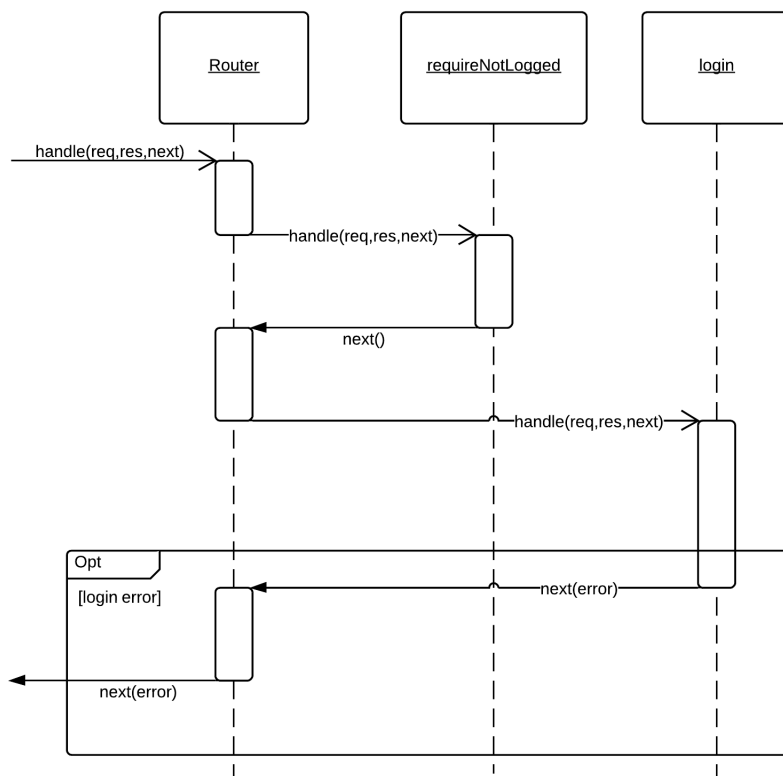 Router
requireNotLogged
login
handle(req,res,next)
handle(req,res,next)
next()
handle(req,res,next)
Opt
[login error]
next(error)
next(error)